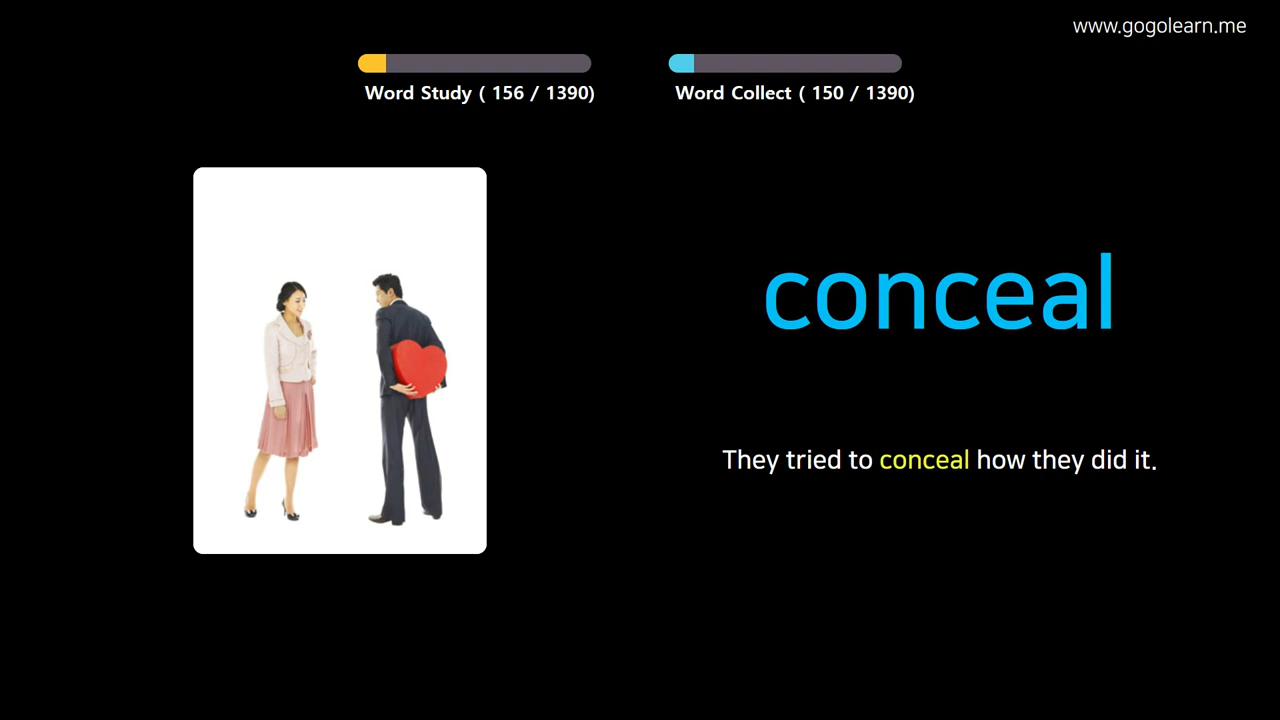 www.gogolearn.me
Word Study ( 156 / 1390)
Word Collect ( 150 / 1390)
conceal
They tried to conceal how they did it.